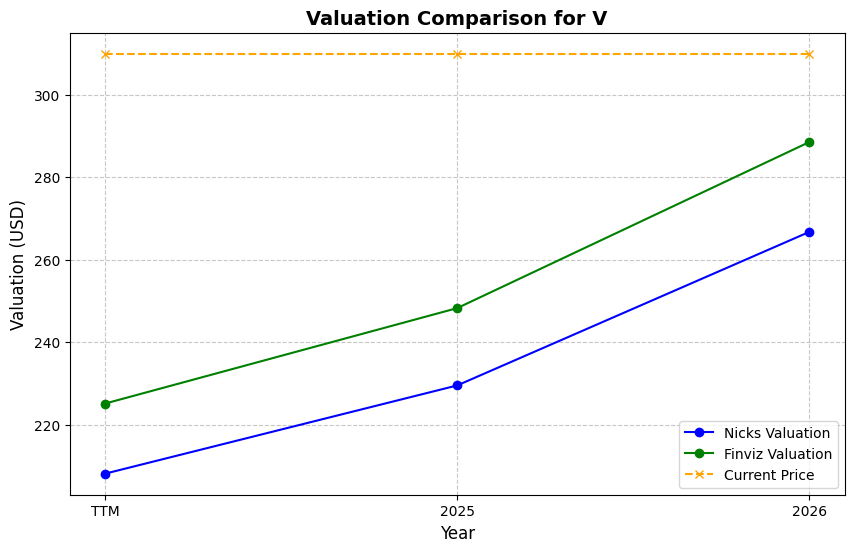 Valuation Comparison for V
Valuation (USD)
300
280
260
240
220
TTM
2025
2026
Year
Nicks Valuation
Finviz Valuation
Current Price